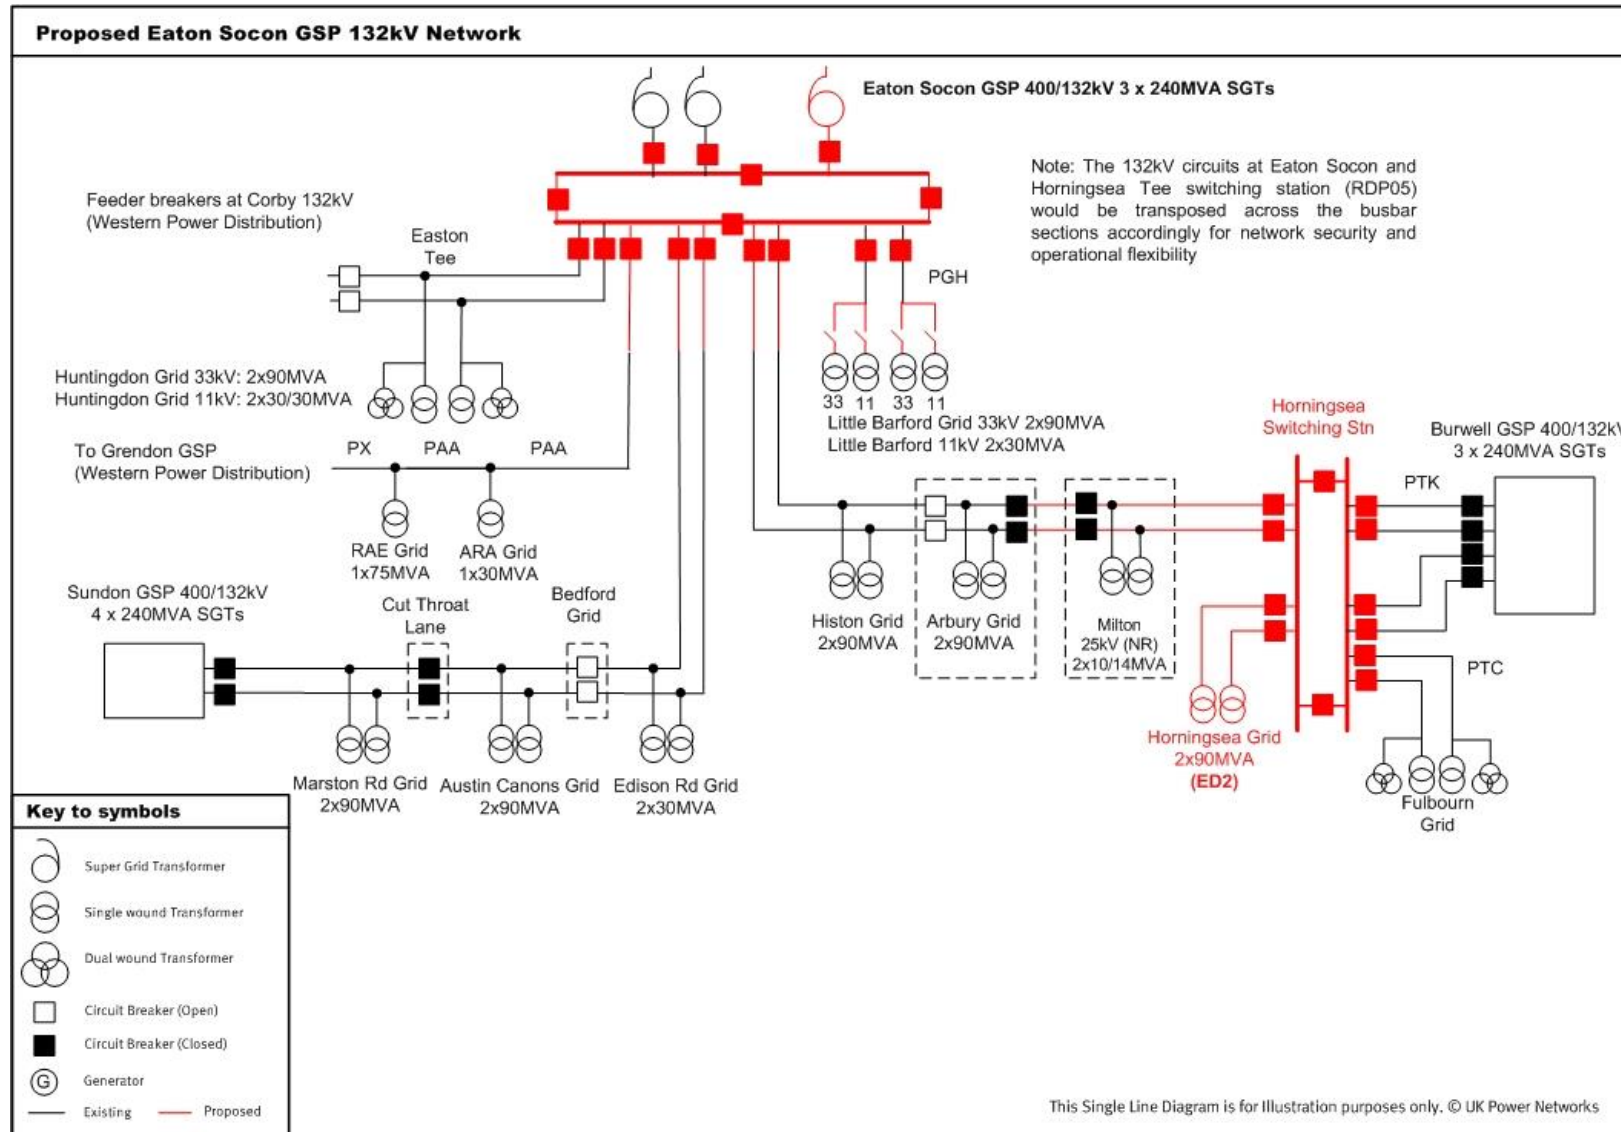 Proposed Eaton Socon GSP 132kV Network
Eaton Socon GSP 400/132kV 3 x 240MVA SGTs
Note: The 132kV circuits at Eaton Socon and
Horningsea Tee switching station (RDP05)
would be transposed across the busbar
sections accordingly for network security and
operational flexibility
Feeder breakers at Corby 132kV
(Western Power Distribution)
Easton
Tee
PGH
Huntingdon Grid 33kV: 2x90MVA
Huntingdon Grid 11kV: 2x30/30MVA
33 11 33 11
Little Barford Grid 33kV 2x90MVA
Little Barford 11kV 2x30MVA
To Grendon GSP
(Western Power Distribution)
PX PAA PAA
RAE Grid
1x75MVA
ARA Grid
1x30MVA
Horningsea
Switching Stn
Burwell GSP 400/132kV
3 x 240MVA SGTs
PTK
Sundon GSP 400/132kV
4 x 240MVA SGTs
Cut Throat
Lane
Bedford
Grid
Histon Grid
2x90MVA
Arbury Grid
2x90MVA
Milton
25kV (NR)
2x10/14MVA
PTC
Horningsea Grid
2x90MVA
(ED2)
Fulbourn
Grid
Marston Rd Grid
2x90MVA
Austin Canons Grid
2x90MVA
Edison Rd Grid
2x30MVA
Key to symbols
Super Grid Transformer
Single wound Transformer
Dual wound Transformer
Circuit Breaker (Open)
Circuit Breaker (Closed)
G Generator
Existing Proposed
This Single Line Diagram is for Illustration purposes only. © UK Power Networks